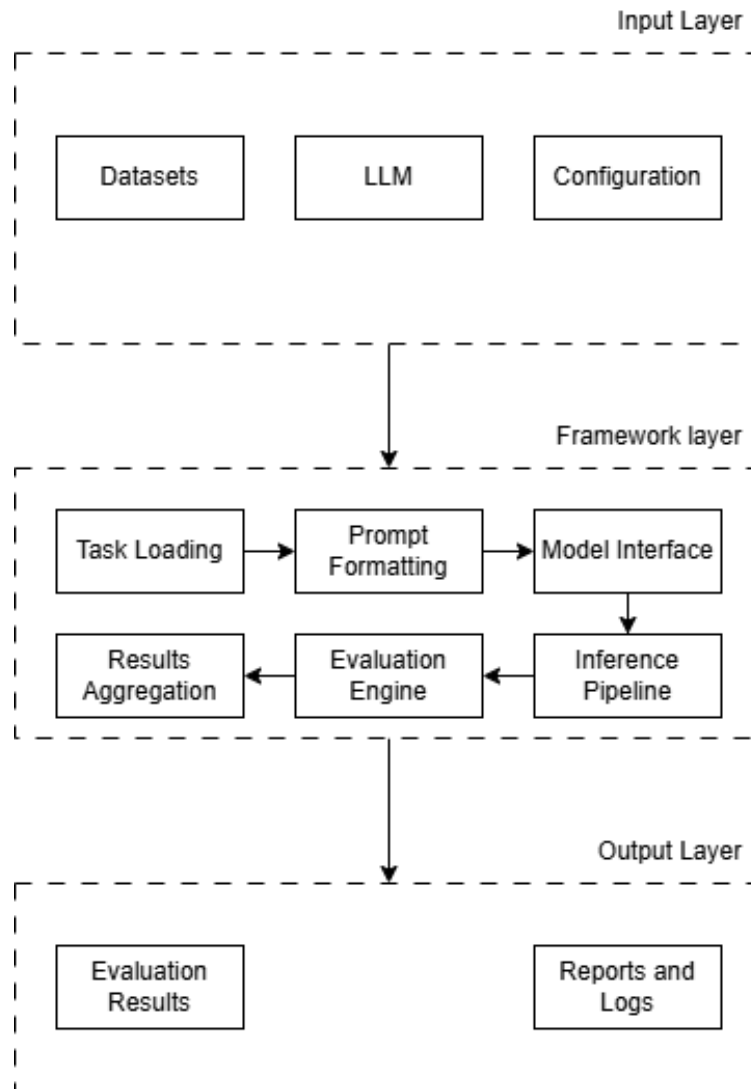 Input Layer
Datasets
LLM
Configuration
Framework layer
Task Loading
Prompt
Formatting
Model Interface
Results
Aggregation
Evaluation
Engine
Inference
Pipeline
Output Layer
Evaluation
Results
Reports and
Logs